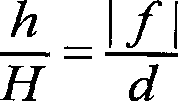 h/H = | f |/d